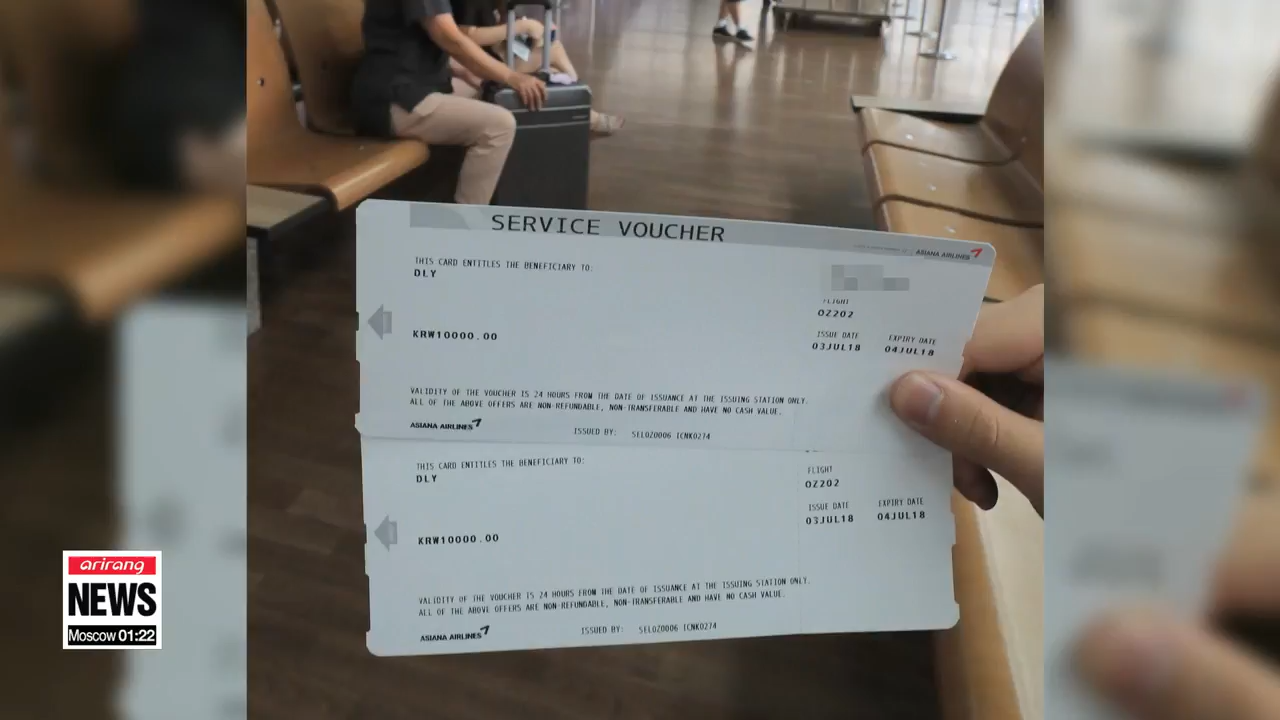 SERVICE VOUCHER
ASIANA AIRLINES
THIS CARD ENTITLES THE BENEFICIARY TO:
DLY
FLIGHT
OZ202
ISSUE DATE EXPIRY DATE
03JUL18 04JUL18
KRW10000.00
VALIDITY OF THE VOUCHER IS 24 HOURS FROM THE DATE OF ISSUANCE AT THE ISSUING STATION ONLY.
ALL OF THE ABOVE OFFERS ARE NON-REFUNDABLE, NON-TRANSFERABLE AND HAVE NO CASH VALUE.
ASIANA AIRLINES ISSUED BY: SELOZ0006 ICNK0274
THIS CARD ENTITLES THE BENEFICIARY TO:
DLY
FLIGHT
OZ202
ISSUE DATE EXPIRY DATE
03JUL18 04JUL18
KRW10000.00
VALIDITY OF THE VOUCHER IS 24 HOURS FROM THE DATE OF ISSUANCE AT THE ISSUING STATION ONLY.
ALL OF THE ABOVE OFFERS ARE NON-REFUNDABLE, NON-TRANSFERABLE AND HAVE NO CASH VALUE.
ASIANA AIRLINES ISSUED BY: SELOZ0006 ICNK0274
arirang
NEWS
Moscow 01:22